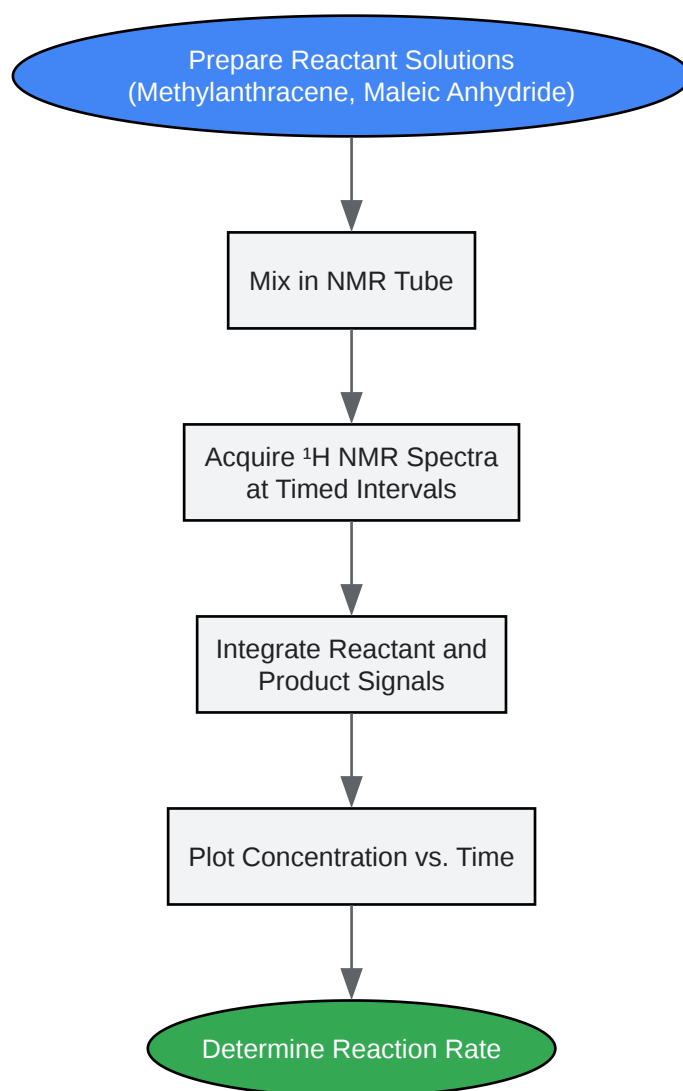 Prepare Reactant Solutions
(Methylanthracene, Maleic Anhydride)
Mix in NMR Tube
Acquire ¹H NMR Spectra
at Timed Intervals
Integrate Reactant and
Product Signals
Plot Concentration vs. Time
Determine Reaction Rate